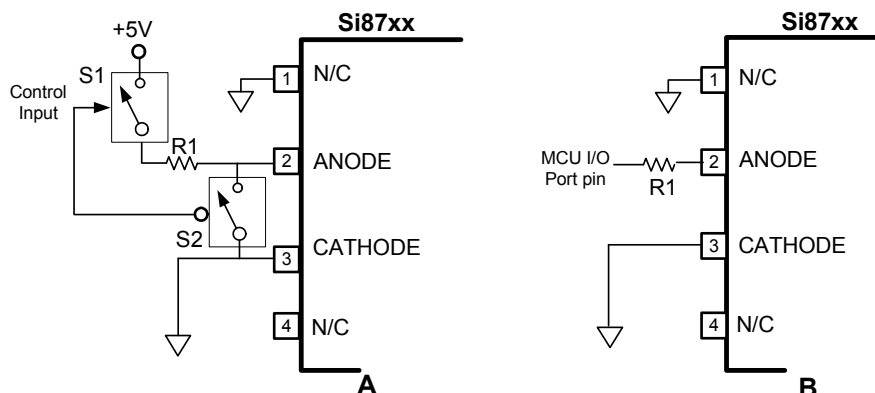 Si87xx
+5V
S1
Control
Input
R1
S2
1
N/C
2
ANODE
3
CATHODE
4
N/C
A
Si87xx
1
N/C
MCU I/O
Port pin
R1
2
ANODE
3
CATHODE
4
N/C
B